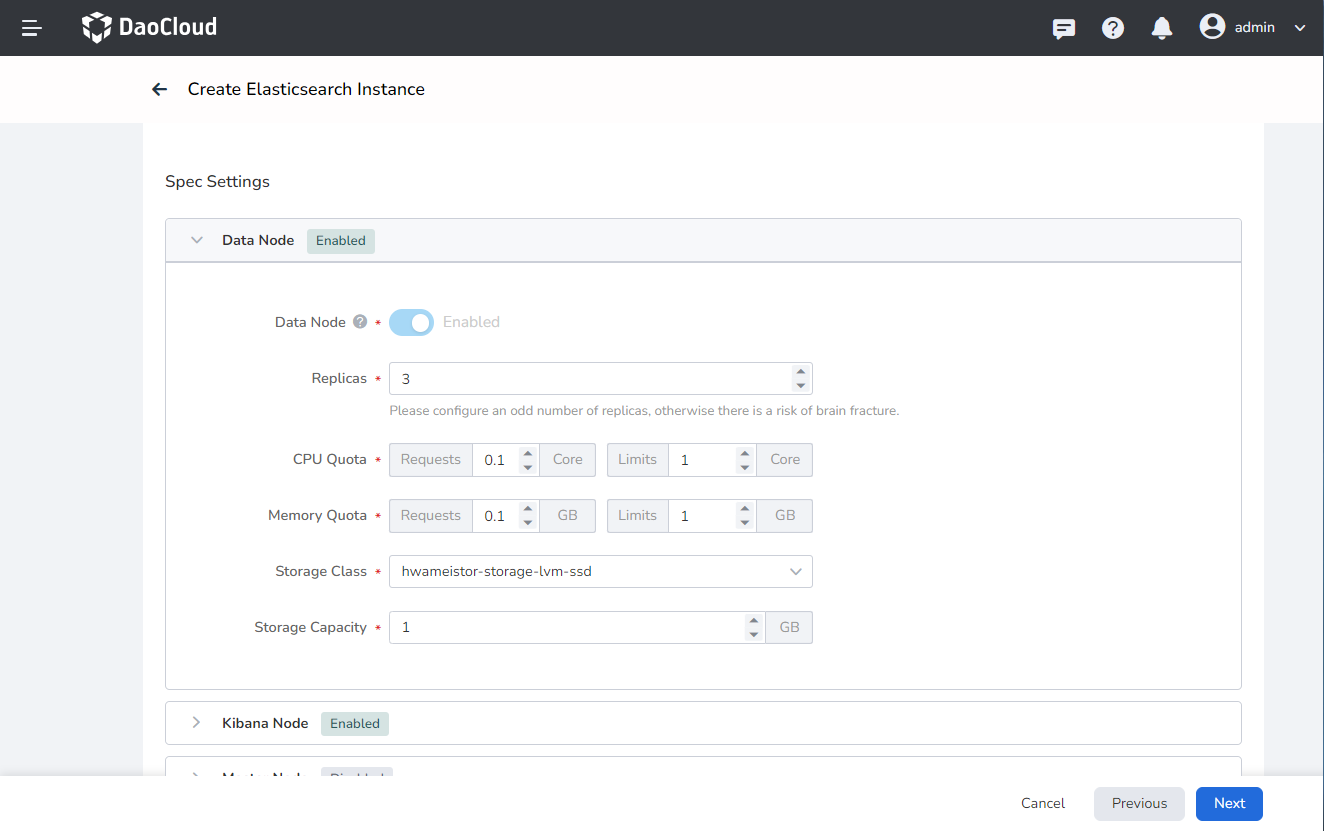 DaoCloud
admin
Create Elasticsearch Instance
Spec Settings
Data Node Enabled
Data Node ? * Enabled
Replicas * 3
Please configure an odd number of replicas, otherwise there is a risk of brain fracture.
CPU Quota * Requests 0.1 Core Limits 1 Core
Memory Quota * Requests 0.1 GB Limits 1 GB
Storage Class * hwameistor-storage-lvm-ssd
Storage Capacity * 1 GB
Kibana Node Enabled
Master Node Disabled
Cancel Previous Next